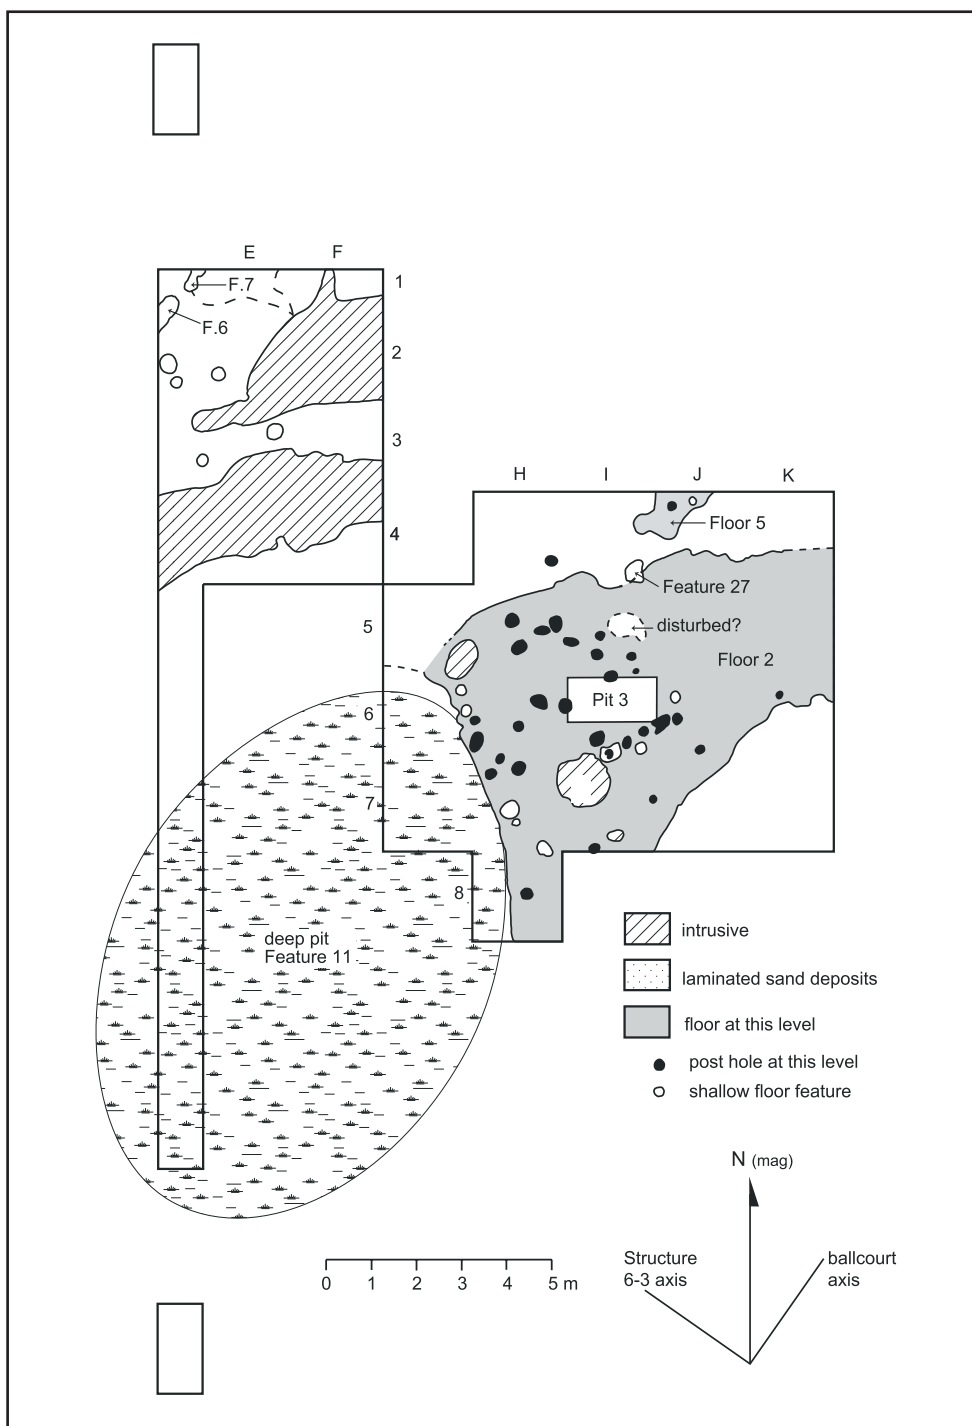 E F
1
F.7
F.6
2
3
4
H I J K
Floor 5
Feature 27
5
disturbed?
Floor 2
Pit 3
6
7
8
deep pit
Feature 11
intrusive
laminated sand deposits
floor at this level
post hole at this level
shallow floor feature
N (mag)
Structure
6-3 axis
ballcourt
axis
0 1 2 3 4 5 m